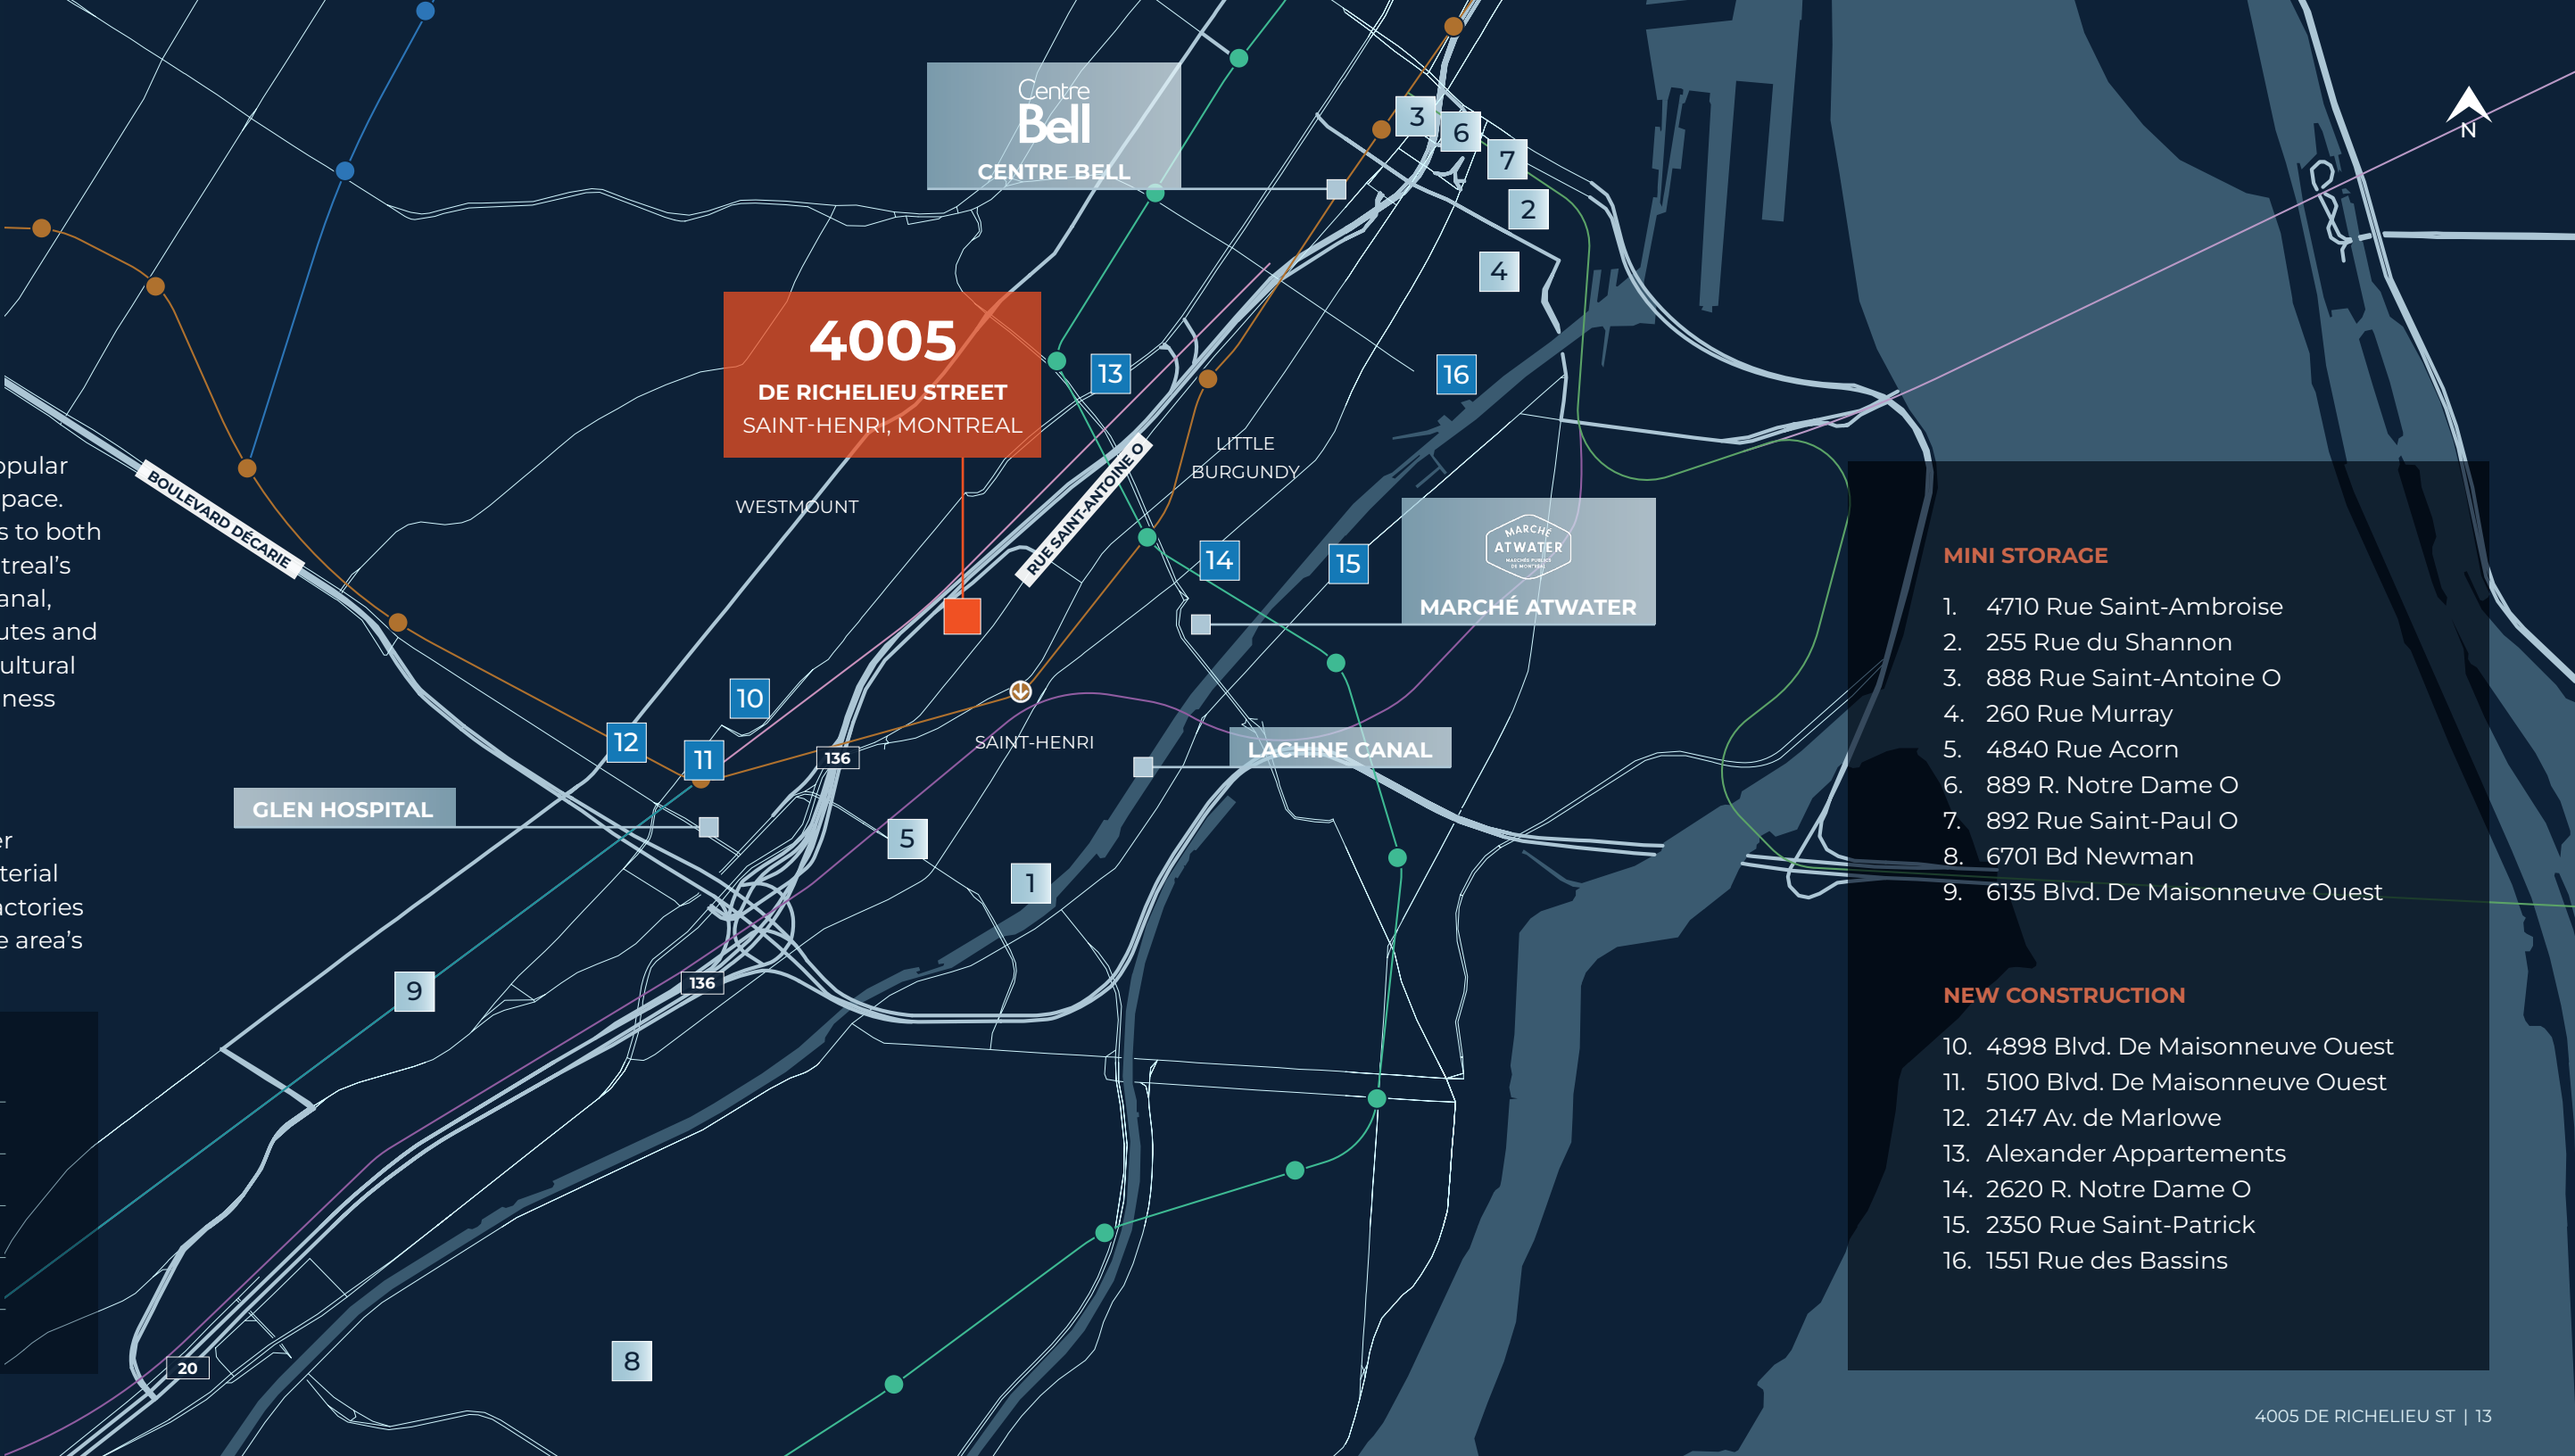 Centre
Bell
CENTRE BELL
3
6
7
N
2
4
4005
DE RICHELIEU STREET
SAINT-HENRI, MONTREAL
13
16
LITTLE
BURGUNDY
RUE SAINT-ANTOINE O
BOULEVARD DÉCARIE
WESTMOUNT
14
15
MARCHÉ
ATWATER
MARCHÉS PUBLICS
DE MONTRÉAL
MARCHÉ ATWATER
10
12
11
136
SAINT-HENRI
LACHINE CANAL
GLEN HOSPITAL
5
1
136
9
8
20
opular
pace.
s to both
treal's
anal,
utes and
ultural
ness
er
terial
actories
e area's
MINI STORAGE
1. 4710 Rue Saint-Ambroise
2. 255 Rue du Shannon
3. 888 Rue Saint-Antoine O
4. 260 Rue Murray
5. 4840 Rue Acorn
6. 889 R. Notre Dame O
7. 892 Rue Saint-Paul O
8. 6701 Bd Newman
9. 6135 Blvd. De Maisonneuve Ouest
NEW CONSTRUCTION
10. 4898 Blvd. De Maisonneuve Ouest
11. 5100 Blvd. De Maisonneuve Ouest
12. 2147 Av. de Marlowe
13. Alexander Appartements
14. 2620 R. Notre Dame O
15. 2350 Rue Saint-Patrick
16. 1551 Rue des Bassins
4005 DE RICHELIEU ST | 13